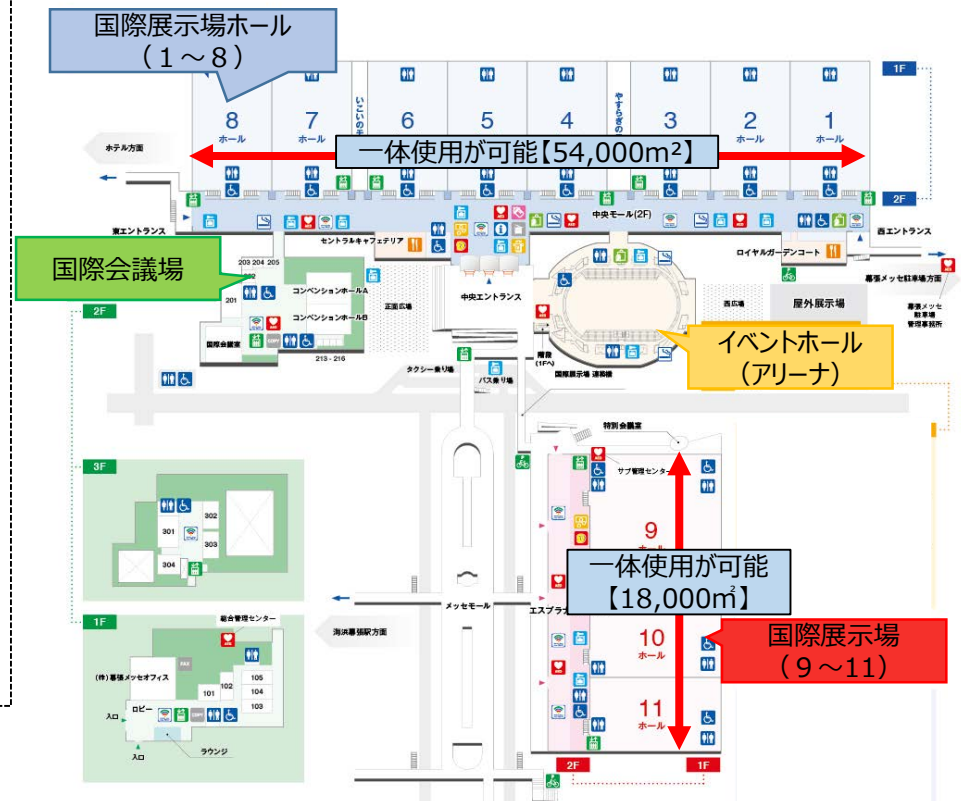 国際展示場ホール
（１～８）
1F
いこいのモ
やすらぎのモ
8
ホール
7
ホール
6
5
4
3
2
ホール
1
ホール
ホテル方面
一体使用が可能【54,000m²】
2F
中央モール(2F)
東エントランス
西エントランス
セントラルキャフェテリア
ロイヤルガーデンコート
国際会議場
203 204 205
202
201
コンベンションホールA
コンベンションホールB
国際会議室
213 - 216
正面広場
中央エントランス
西広場
屋外展示場
幕張メッセ駐車場方面
幕張メッセ
駐車場
管理事務所
2F
階段
(1Fへ)
国際展示場 連絡橋
イベントホール
(アリーナ)
タクシー乗り場
バス乗り場
特別会議室
サブ管理センター
3F
301
302
303
304
9
ホール
一体使用が可能
【18,000㎡】
メッセモール
エスプラナ
10
ホール
国際展示場
（９～11）
11
ホール
2F
1F
海浜幕張駅方面
1F
総合管理センター
(株)幕張メッセオフィス
FAX
101
102
105
104
103
ロビー
COPY
入口
入口
ラウンジ